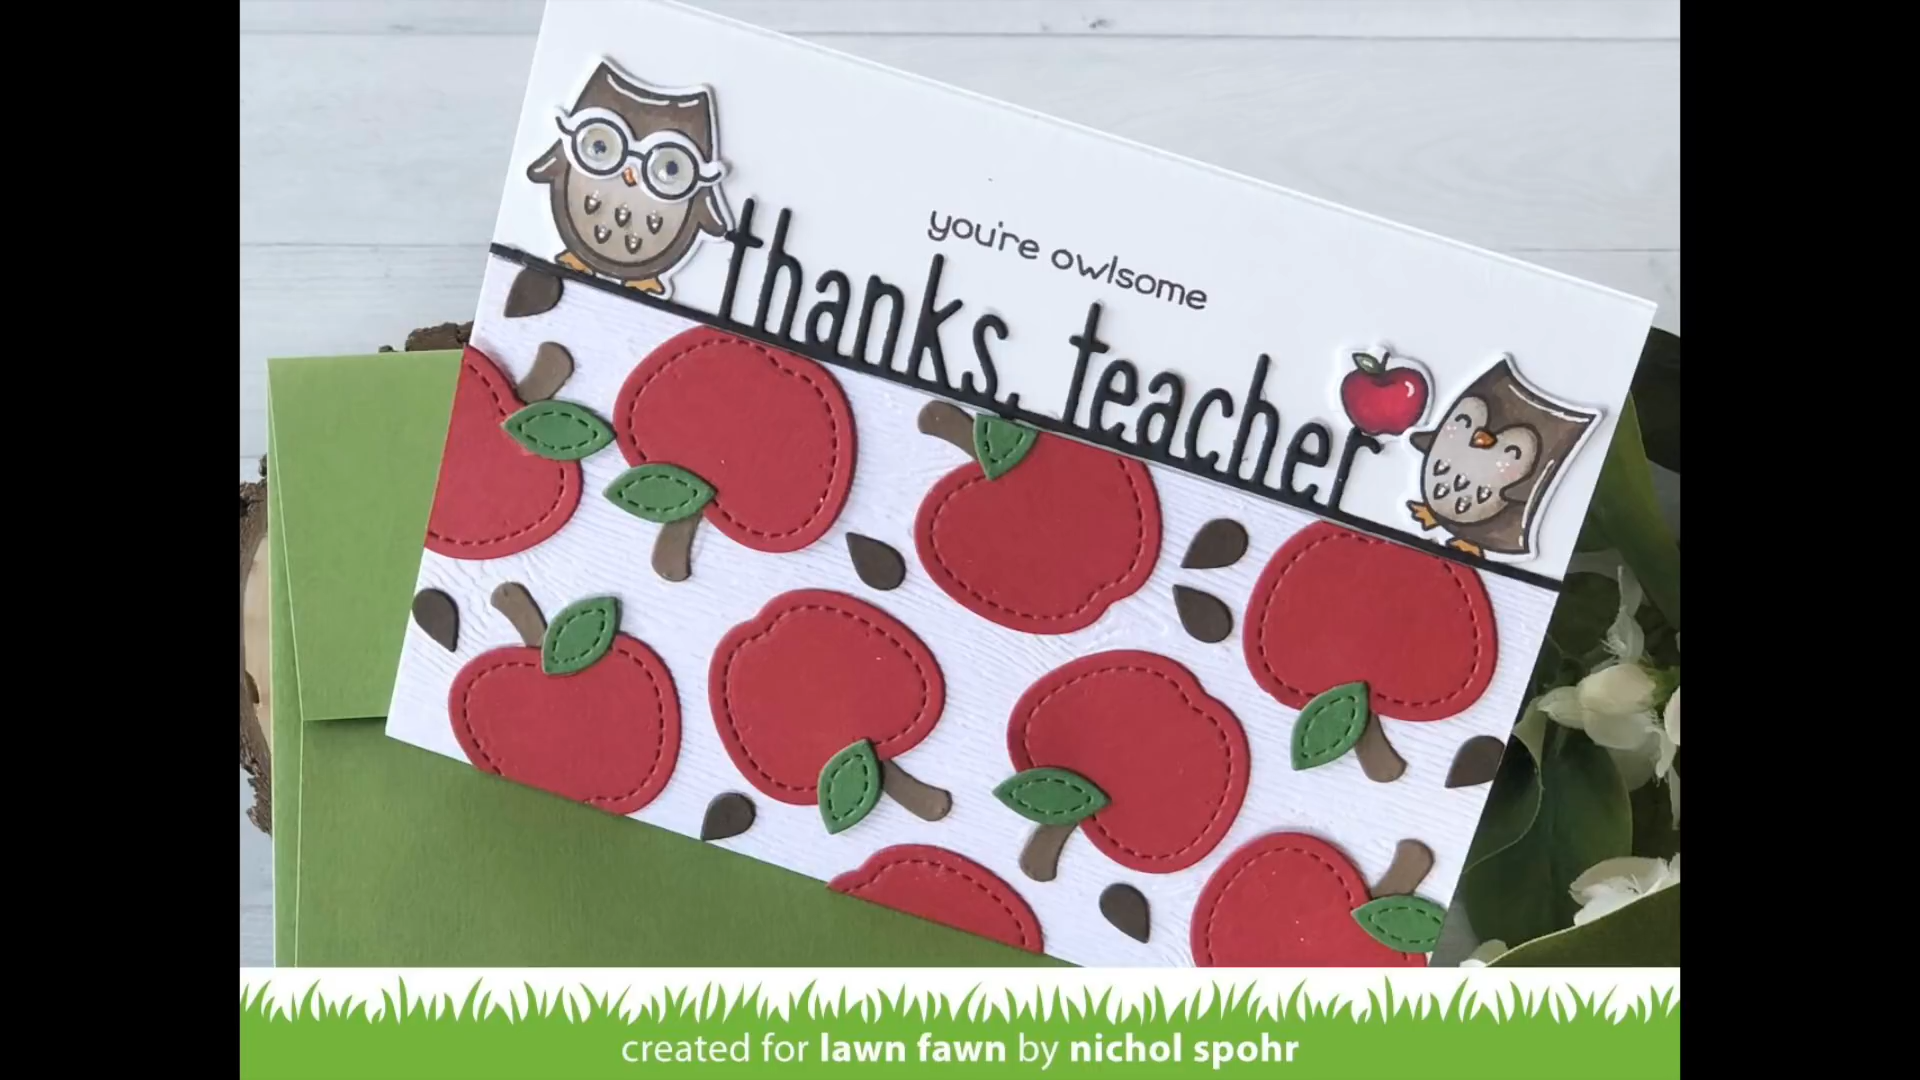 you're owlsome
thanks, teacher
created for lawn fawn by nichol spohr